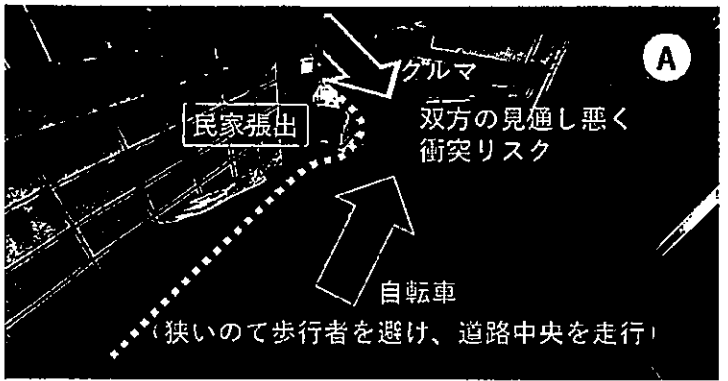 A
クルマ
民家張出
双方の見通し悪く
衝突リスク
自転車
(狭いので歩行者を避け、道路中央を走行)